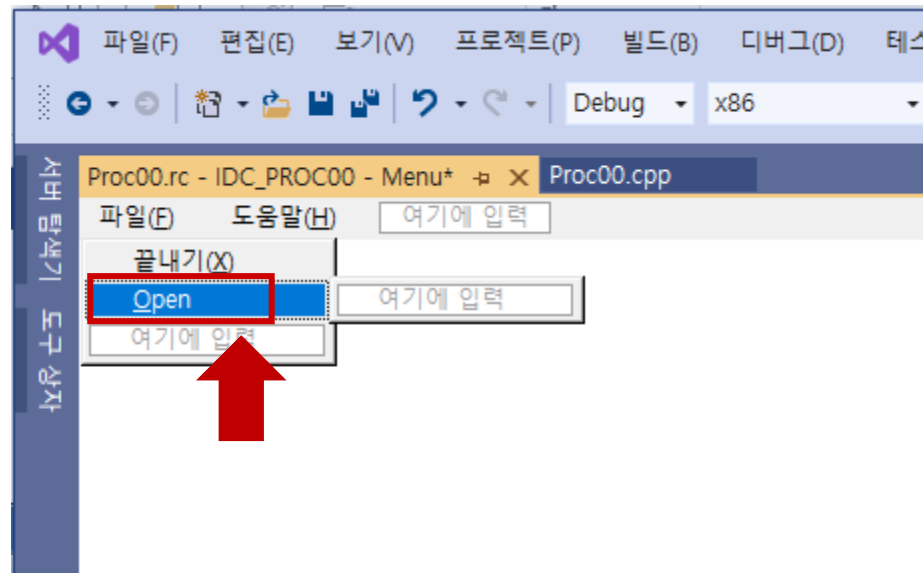 파일(F) 편집(E) 보기(V) 프로젝트(P) 빌드(B) 디버그(D)
Debug x86
서버 탐색기
도구 상자
Proc00.rc - IDC_PROC00 - Menu* Proc00.cpp
파일(F) 도움말(H) 여기에 입력
끝내기(X)
Open 여기에 입력
여기에 입력